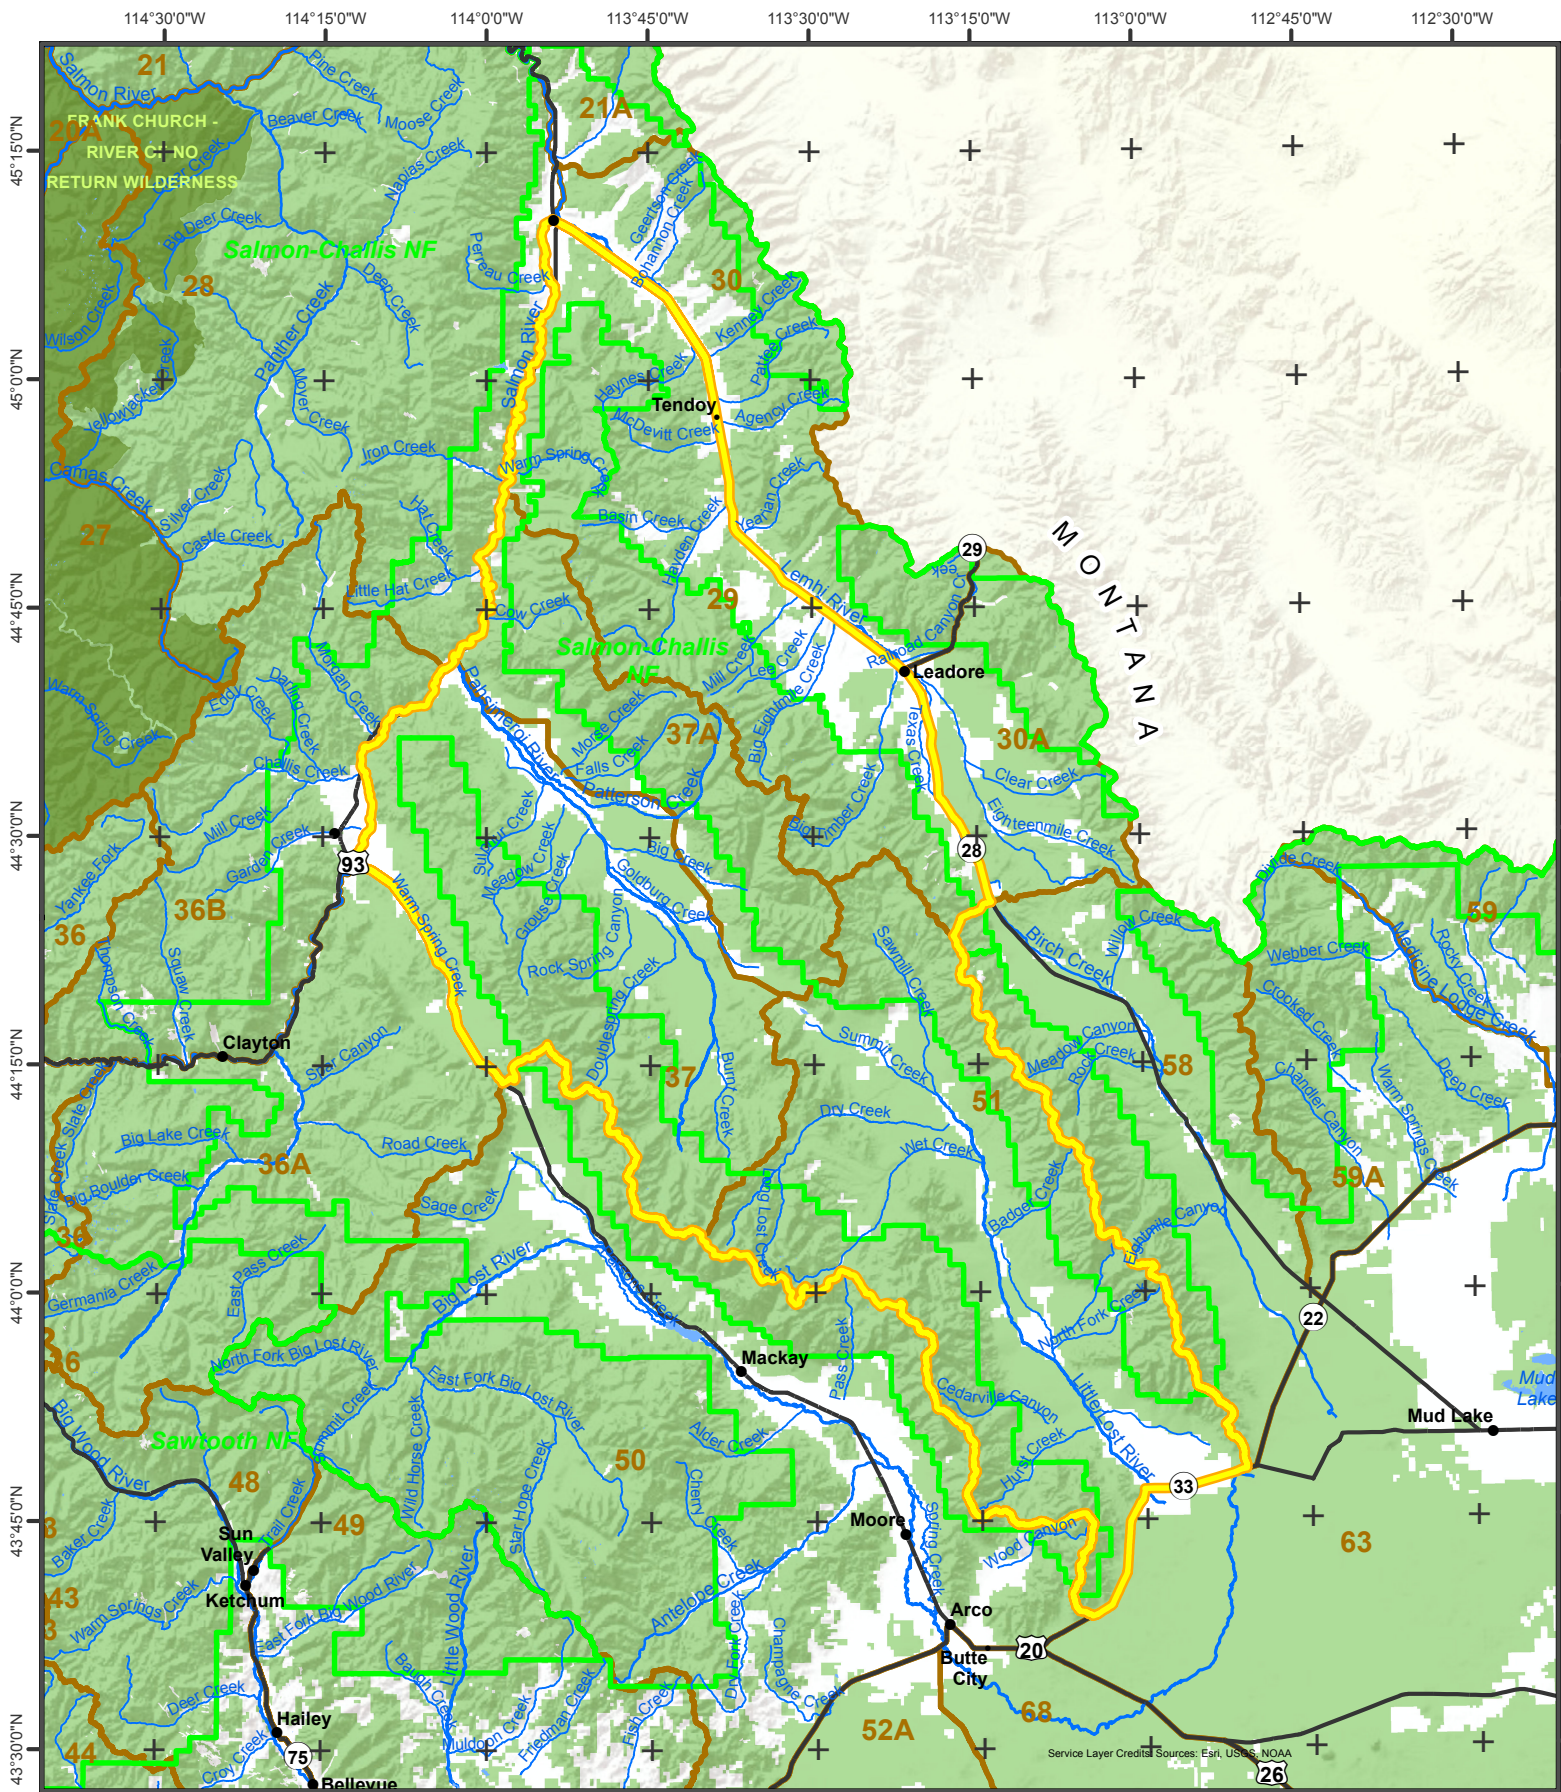 114°30'0"W
114°15'0"W
114°0'0"W
113°45'0"W
113°30'0"W
113°15'0"W
113°0'0"W
112°45'0"W
112°30'0"W
45°15'0"N
45°0'0"N
44°45'0"N
44°30'0"N
44°15'0"N
44°0'0"N
43°45'0"N
43°30'0"N
21
Salmon River
Pine Creek
Moose Creek
Beaver Creek
21A
20A
FRANK CHURCH -
RIVER OF NO
RETURN WILDERNESS
Napias Creek
Big Deer Creek
Salmon-Challis NF
Geertson Creek
Bohannon Creek
Perreau Creek
Deep Creek
28
30
Wilson Creek
Panther Creek
Salmon River
Kenney Creek
Pattee Creek
Yellowjacket Creek
Moyer Creek
Haynes Creek
Tendoy
Agency Creek
McDevitt Creek
Iron Creek
Warm Spring Creek
Camas Creek
Silver Creek
Castle Creek
27
Hat Creek
Basin Creek
Hayden Creek
Yearian Creek
29
MONTANA
Little Hat Creek
Cow Creek
Lemhi River
29
Railroad Canyon Creek
Salmon-Challis
NF
Mill Creek
Lee Creek
Big Eightmile Creek
Leadore
Warm Spring Creek
Eddy Creek
Darling Creek
Morgan Creek
Pahsimeroi River
Morse Creek
37A
Falls Creek
Patterson Creek
Texas Creek
30A
Clear Creek
Challis Creek
Mill Creek
Garden Creek
93
Big Timber Creek
Eighteenmile Creek
28
Yankee Fork
36B
36
Sulphur Creek
Meadow Creek
Grouse Creek
Big Creek
Goldburg Creek
Rock Spring Canyon
Warm Spring Creek
Thompson Creek
Squaw Creek
Sawmill Creek
Birch Creek
Willow Creek
Divide Creek
59
Webber Creek
Medicine Lodge Creek
Rocky Creek
Crooked Creek
Clayton
Spar Canyon
Doublespring Creek
37
Burnt Creek
Summit Creek
Meadow Canyon
Rock Creek
58
51
Deep Creek
Chandler Canyon
Warm Springs Creek
59A
Slate Creek
Slate Creek
Big Lake Creek
36A
Big Boulder Creek
Road Creek
Dry Creek
Wet Creek
Badger Creek
Eightmile Canyon
Sage Creek
Long Lost Creek
36
Germania Creek
East Pass Creek
Big Lost River
Parsons Creek
North Fork Creek
22
36
North Fork Big Lost River
Mackay
Pass Creek
East Fork Big Lost River
Cedarville Canyon
Little Lost River
Mud
Lake
Mud Lake
Big Wood River
Sawtooth NF
Summit Creek
Wild Horse Creek
Alder Creek
Hurst Creek
48
50
33
Baker Creek
Trail Creek
49
Star Hope Creek
Cherry Creek
Moore
Spring Creek
Wood Canyon
63
Sun
Valley
Ketchum
43
Warm Springs Creek
East Fork Big Wood River
Little Wood River
Antelope Creek
Arco
Butte
City
20
Baugh Creek
Dry Fork Creek
Champagne Creek
Deer Creek
Hailey
Muldoon Creek
Friedman Creek
Fish Creek
52A
68
44
Croy Creek
75
Bellevue
Service Layer Credits: Sources: Esri, USGS, NOAA
26